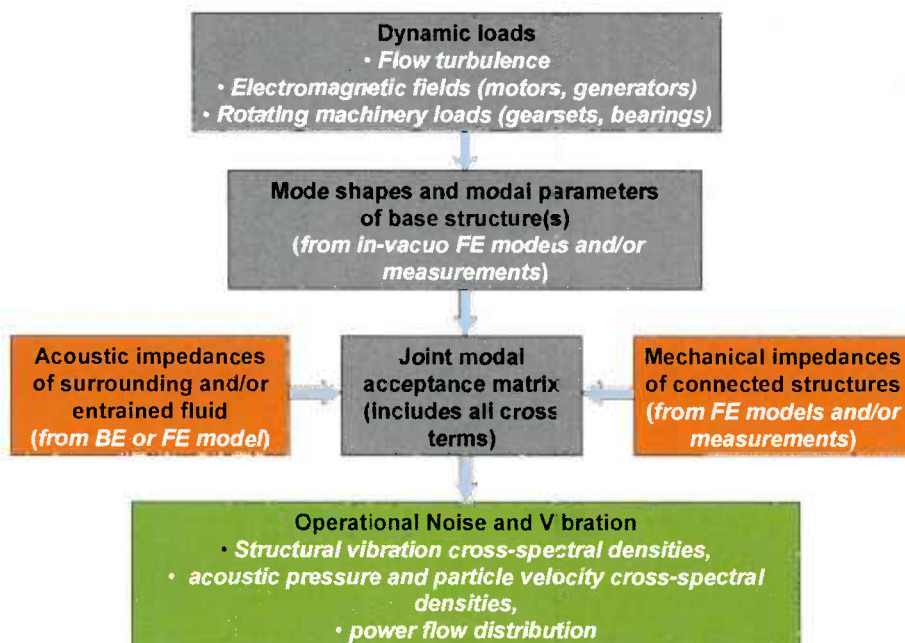 Dynamic loads
• Flow turbulence
• Electromagnetic fields (motors, generators)
• Rotating machinery loads (gearsets, bearings)
Mode shapes and modal parameters
of base structure(s)
(from in-vacuo FE models and/or
measurements)
Acoustic impedances
of surrounding and/or
entrained fluid
(from BE or FE model)
Joint modal
acceptance matrix
(includes all cross
terms)
Mechanical impedances
of connected structures
(from FE models and/or
measurements)
Operational Noise and Vibration
• Structural vibration cross-spectral densities,
• acoustic pressure and particle velocity cross-spectral
densities,
• power flow distribution